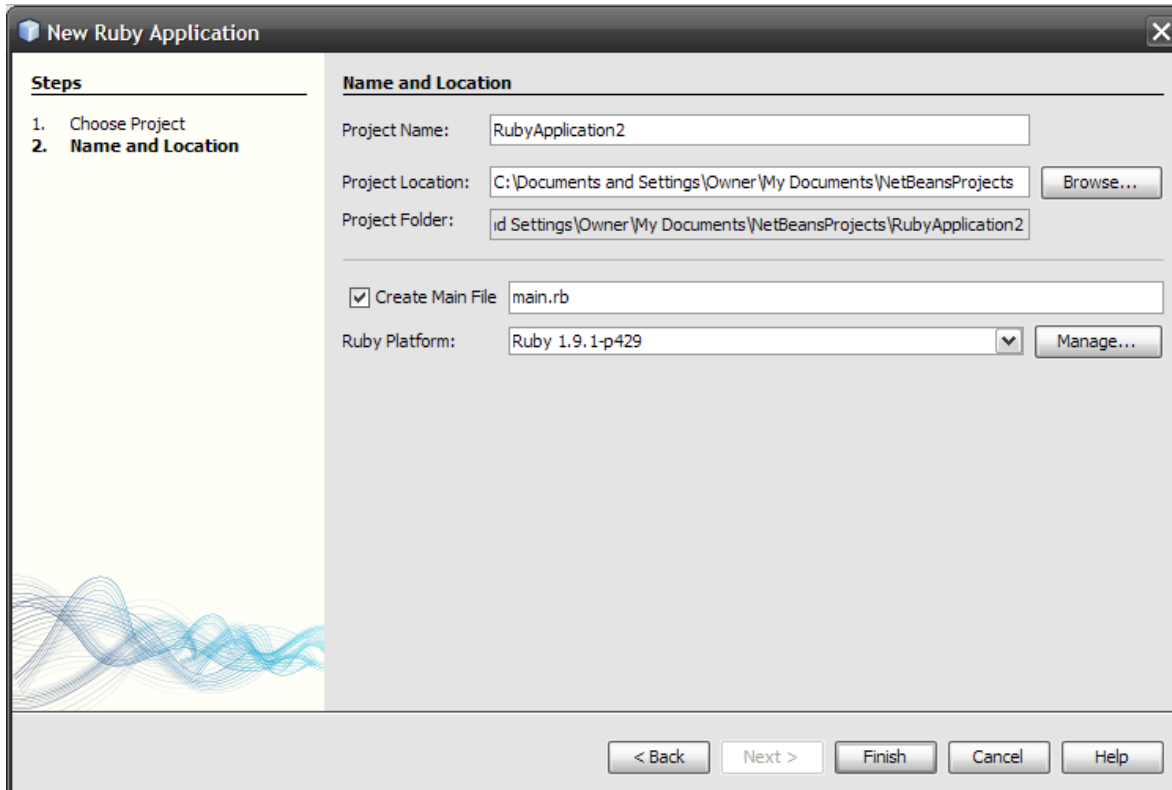 New Ruby Application
Steps
1. Choose Project
2. Name and Location
Name and Location
Project Name: RubyApplication2
Project Location: C:\Documents and Settings\Owner\My Documents\NetBeansProjects Browse...
Project Folder: d Settings\Owner\My Documents\NetBeansProjects\RubyApplication2
Create Main File main.rb
Ruby Platform: Ruby 1.9.1-p429 Manage...
< Back Next > Finish Cancel Help